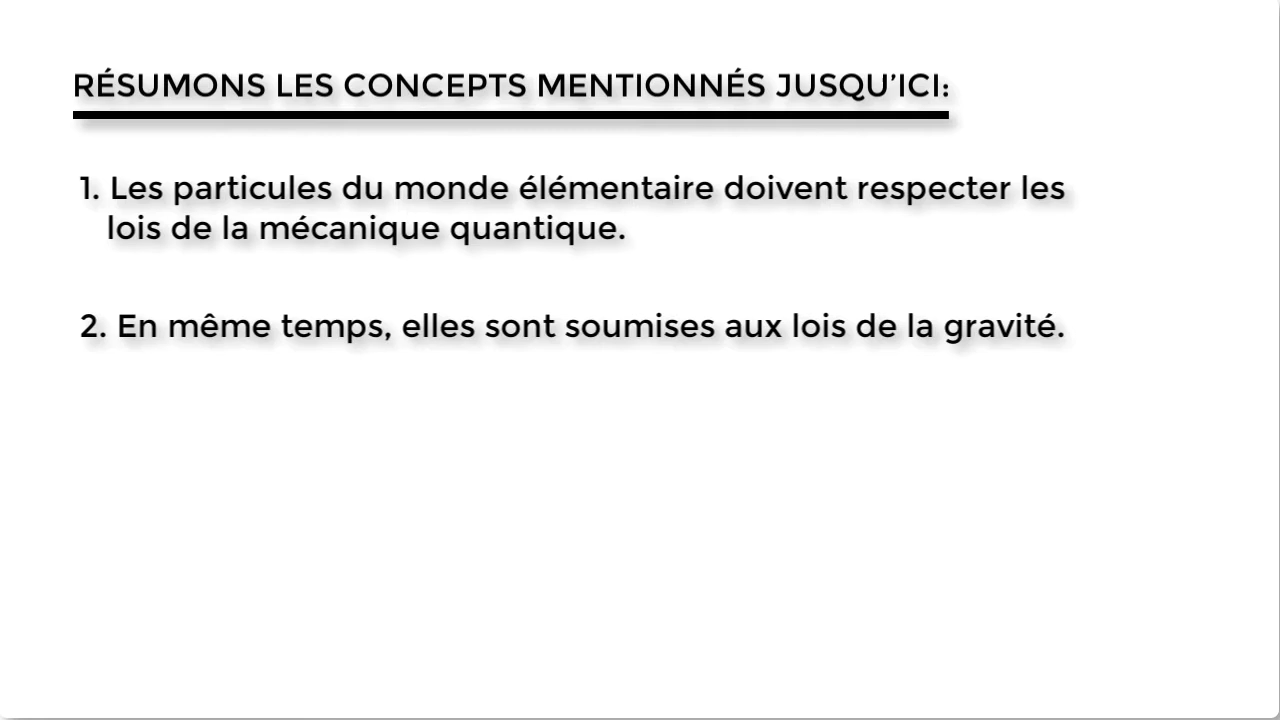 RÉSUMONS LES CONCEPTS MENTIONNÉS JUSQU'ICI:
1. Les particules du monde élémentaire doivent respecter les
lois de la mécanique quantique.
2. En même temps, elles sont soumises aux lois de la gravité.